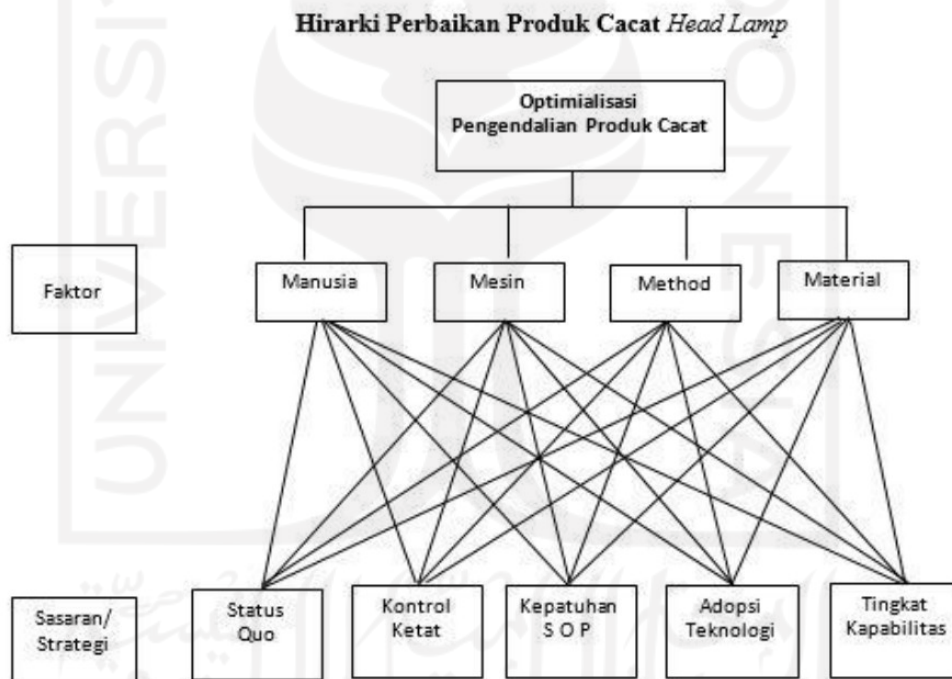 Hirarki Perbaikan Produk Cacat Head Lamp
Optimialisasi
Pengendalian Produk Cacat
Faktor
Manusia
Mesin
Method
Material
Sasaran/
Strategi
Status
Quo
Kontrol
Ketat
Kepatuhan
S O P
Adopsi
Teknologi
Tingkat
Kapabilitas